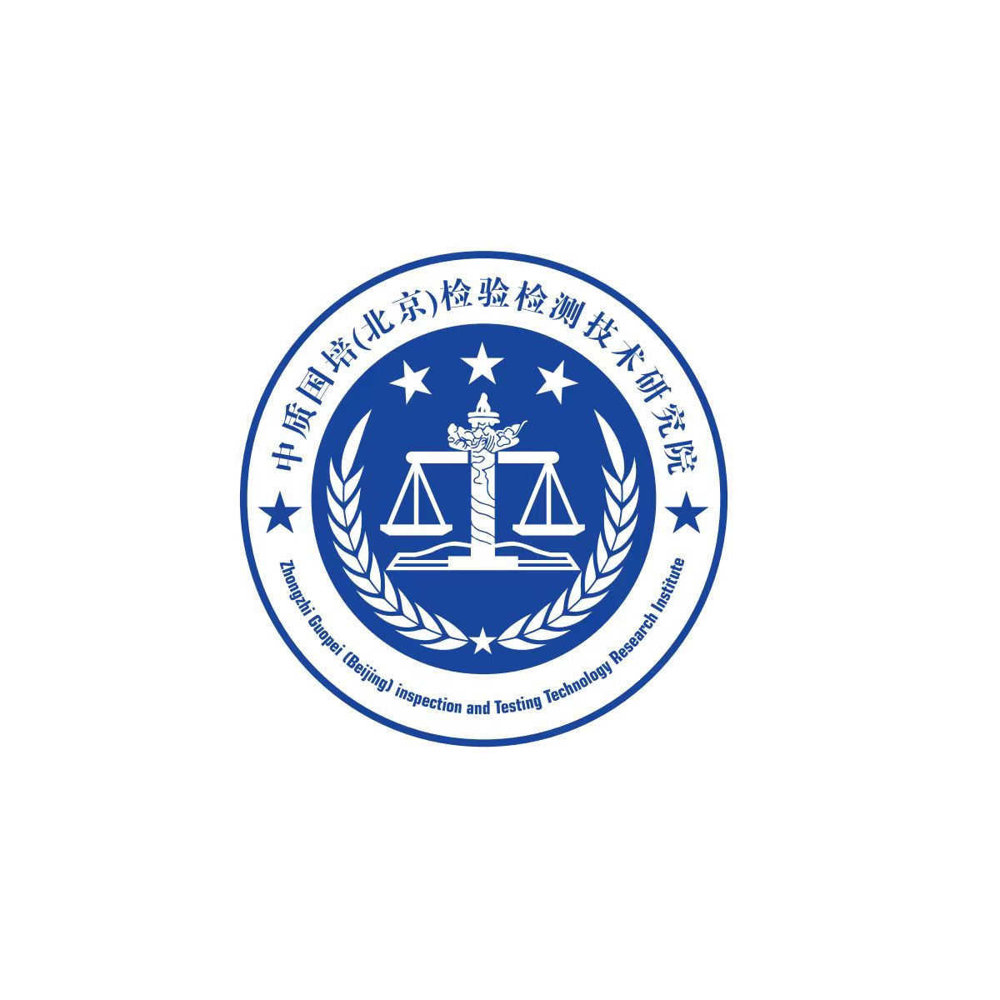 中质国培(北京)检验检测技术研究院
Zhongzhi Guopei (Beijing) inspection and Testing Technology Research Institute